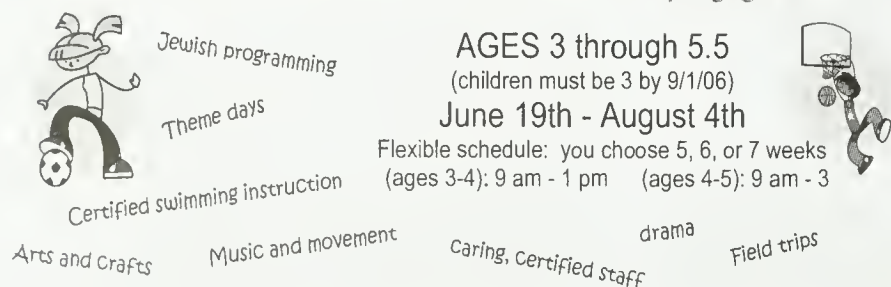 Jewish programming
AGES 3 through 5.5
(children must be 3 by 9/1/06)
Theme days
June 19th - August 4th
Flexible schedule: you choose 5, 6, or 7 weeks
(ages 3-4): 9 am - 1 pm (ages 4-5): 9 am - 3
Certified swimming instruction
Arts and Crafts
Music and movement
Caring, Certified staff
drama
Field trips